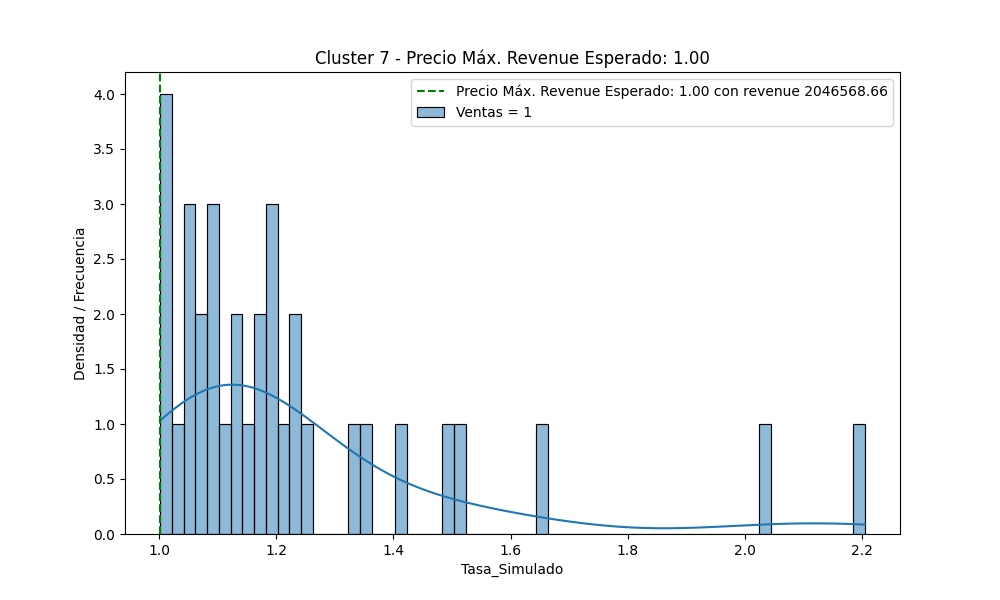 Cluster 7 - Precio Máx. Revenue Esperado: 1.00
Precio Máx. Revenue Esperado: 1.00 con revenue 2046568.66
Ventas = 1
Densidad / Frecuencia
4.0
3.5
3.0
2.5
2.0
1.5
1.0
0.5
0.0
1.0 1.2 1.4 1.6 1.8 2.0 2.2
Tasa_Simulado